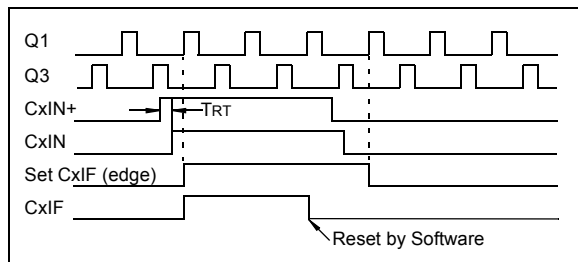 Q1
Q3
CxIN+
TRT
CxIN
Set CxIF (edge)
CxIF
Reset by Software